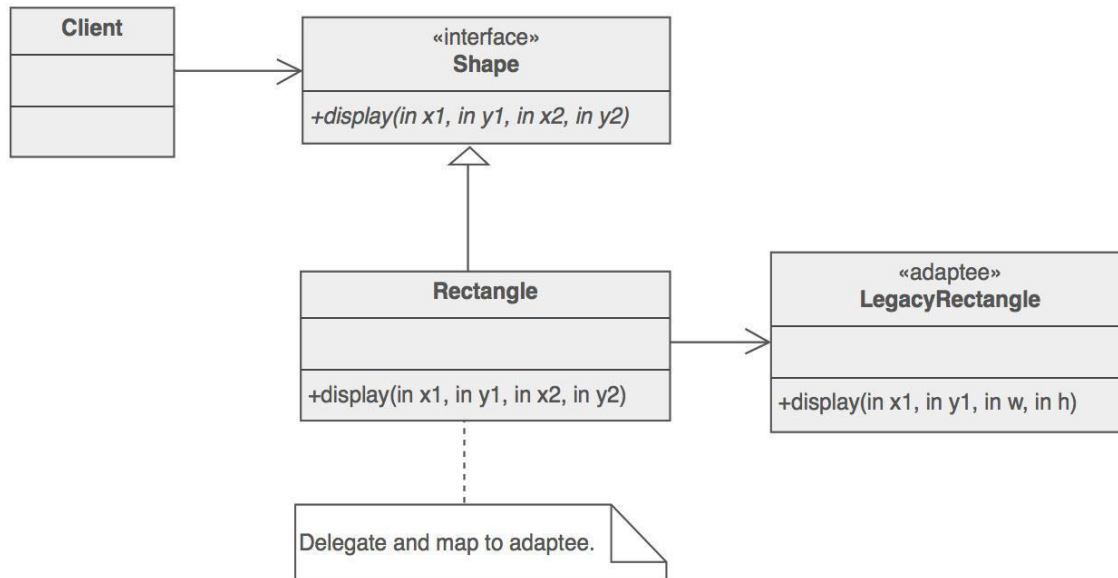 Client
«interface»
Shape
+display(in x1, in y1, in x2, in y2)
Rectangle
+display(in x1, in y1, in x2, in y2)
«adaptee»
LegacyRectangle
+display(in x1, in y1, in w, in h)
Delegate and map to adaptee.